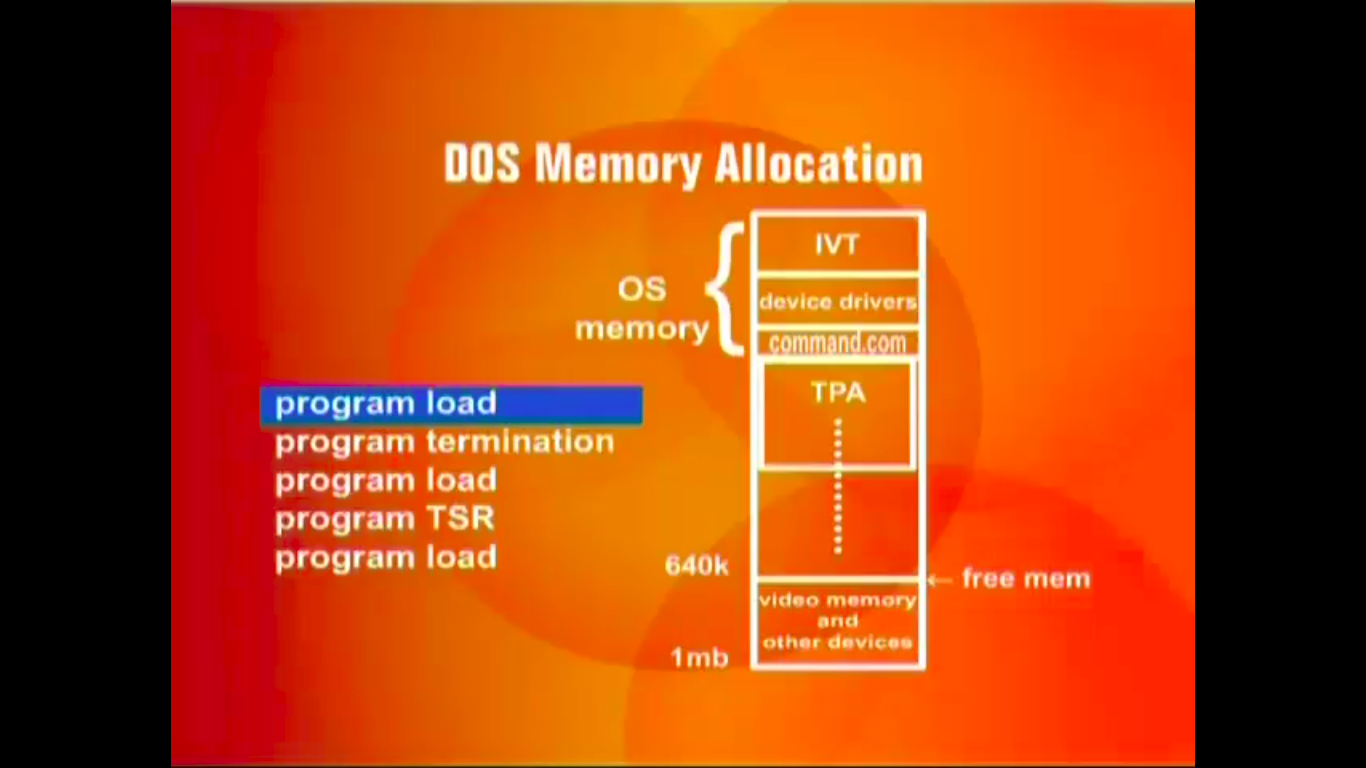 DOS Memory Allocation
IVT
OS
memory
device drivers
command.com
TPA
program load
program termination
program load
program TSR
program load
640k
free mem
video memory
and
other devices
1mb